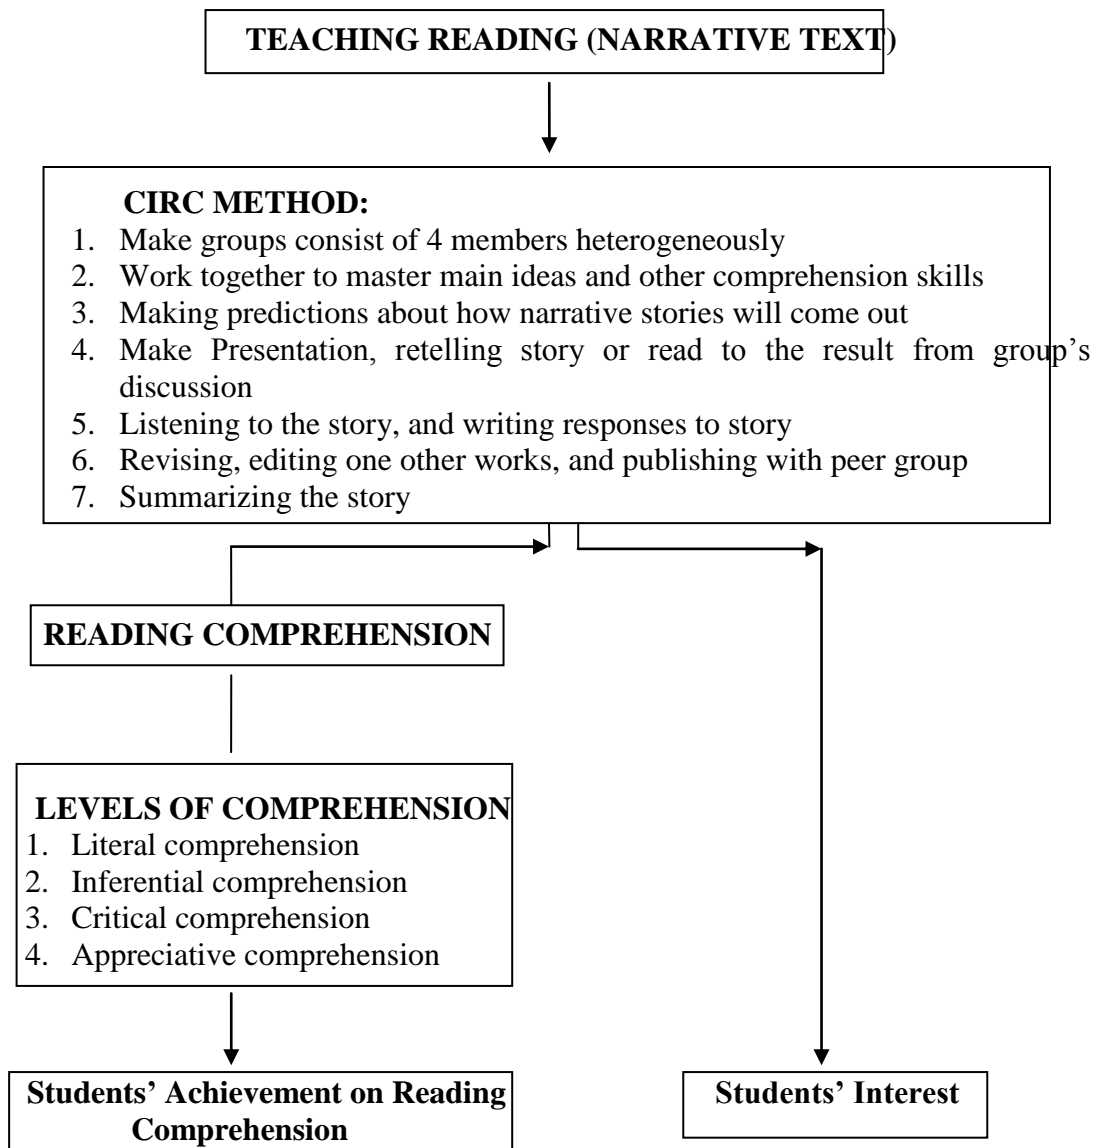 TEACHING READING (NARRATIVE TEXT)
CIRC METHOD:
1. Make groups consist of 4 members heterogeneously
2. Work together to master main ideas and other comprehension skills
3. Making predictions about how narrative stories will come out
4. Make Presentation, retelling story or read to the result from group’s
discussion
5. Listening to the story, and writing responses to story
6. Revising, editing one other works, and publishing with peer group
7. Summarizing the story
READING COMPREHENSION
LEVELS OF COMPREHENSION
1. Literal comprehension
2. Inferential comprehension
3. Critical comprehension
4. Appreciative comprehension
Students’ Achievement on Reading
Comprehension
Students’ Interest